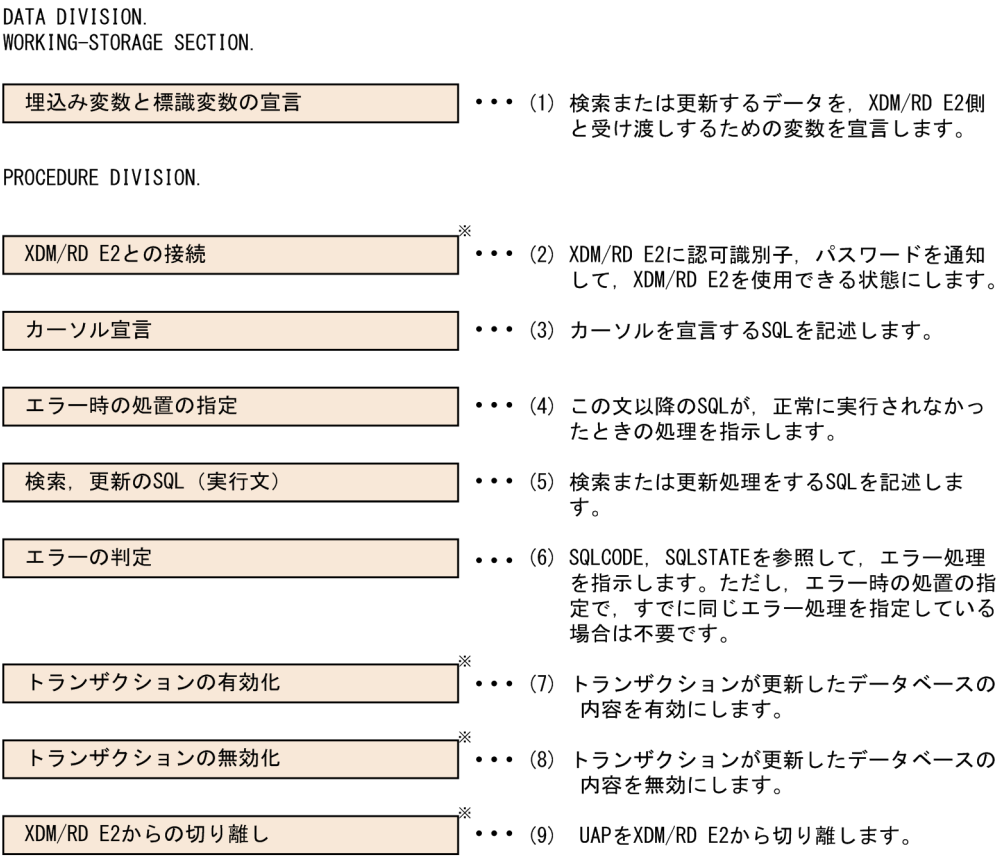 DATA DIVISION.
WORKING-STORAGE SECTION.
埋込み変数と標識変数の宣言 ・・・ (1) 検索または更新するデータを，XDM/RD E2側
と受け渡しするための変数を宣言します。
PROCEDURE DIVISION.
※
XDM/RD E2との接続 ・・・ (2) XDM/RD E2に認可識別子，パスワードを通知
して，XDM/RD E2を使用できる状態にします。
カーソル宣言 ・・・ (3) カーソルを宣言するSQLを記述します。
エラー時の処置の指定 ・・・ (4) この文以降のSQLが，正常に実行されなかっ
たときの処理を指示します。
検索，更新のSQL（実行文） ・・・ (5) 検索または更新処理をするSQLを記述しま
す。
エラーの判定 ・・・ (6) SQLCODE，SQLSTATEを参照して，エラー処理
を指示します。ただし，エラー時の処置の指
定で，すでに同じエラー処理を指定している
場合は不要です。
※
トランザクションの有効化 ・・・ (7) トランザクションが更新したデータベースの
内容を有効にします。
※
トランザクションの無効化 ・・・ (8) トランザクションが更新したデータベースの
内容を無効にします。
※
XDM/RD E2からの切り離し ・・・ (9) UAPをXDM/RD E2から切り離します。